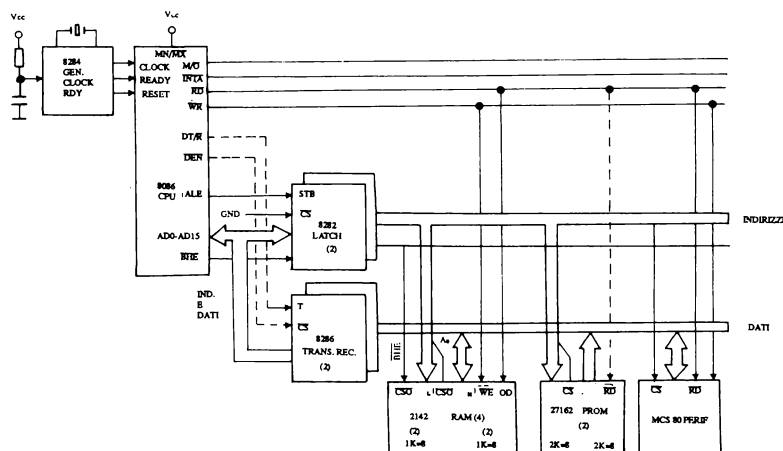 Vcc
Vcc
8284
GEN.
CLOCK
RDY
MN/MX
CLOCK
READY
RESET
M/IO
INTA
RD
WR
DT/R
DEN
8086
CPU
ALE
AD0-AD15
BHE
GND
STB
CS
8282
LATCH
(2)
IND.
E
DATI
T
CS
8286
TRANS. REC.
(2)
INDIRIZZI
DATI
BHE
A0
CSO
L
CSO
H
WE
OD
2142
RAM (4)
(2)
(2)
1K=8
1K=8
CS
RD
27162
PROM
(2)
2K=8
2K=8
CS
RD
MCS 80 PERIF